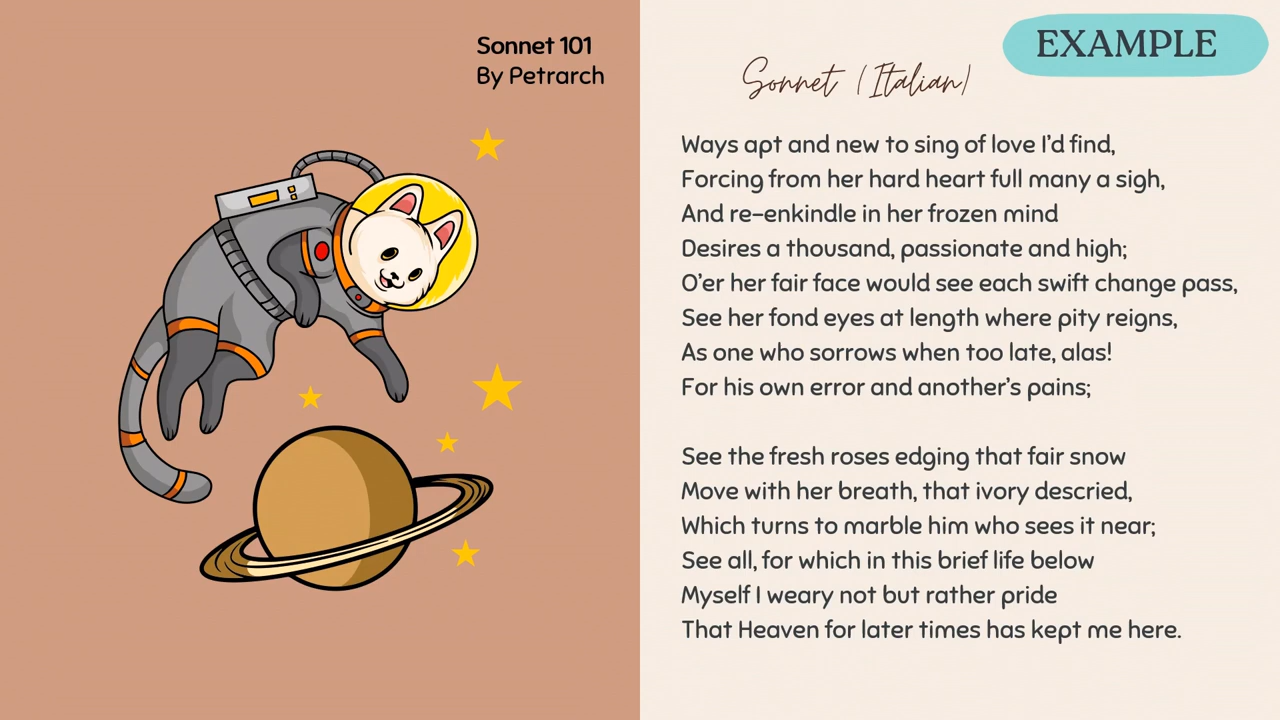 Sonnet 101
By Petrarch
EXAMPLE
Sonnet (Italian)
Ways apt and new to sing of love I'd find,
Forcing from her hard heart full many a sigh,
And re-enkindle in her frozen mind
Desires a thousand, passionate and high;
O'er her fair face would see each swift change pass,
See her fond eyes at length where pity reigns,
As one who sorrows when too late, alas!
For his own error and another's pains;
See the fresh roses edging that fair snow
Move with her breath, that ivory descried,
Which turns to marble him who sees it near;
See all, for which in this brief life below
Myself I weary not but rather pride
That Heaven for later times has kept me here.